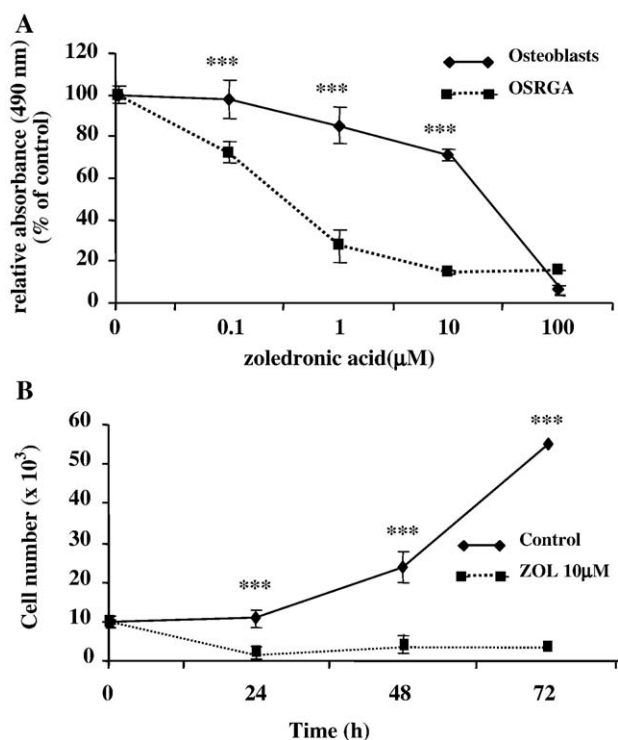 A
relative absorbance (490 nm)
(% of control)
120
100
80
60
40
20
0
*** *** ***
Osteoblasts
OSRGA
0 0.1 1 10 100
zoledronic acid(μM)
B
Cell number (x 10³)
60
50
40
30
20
10
0
*** *** ***
Control
ZOL 10μM
0 24 48 72
Time (h)